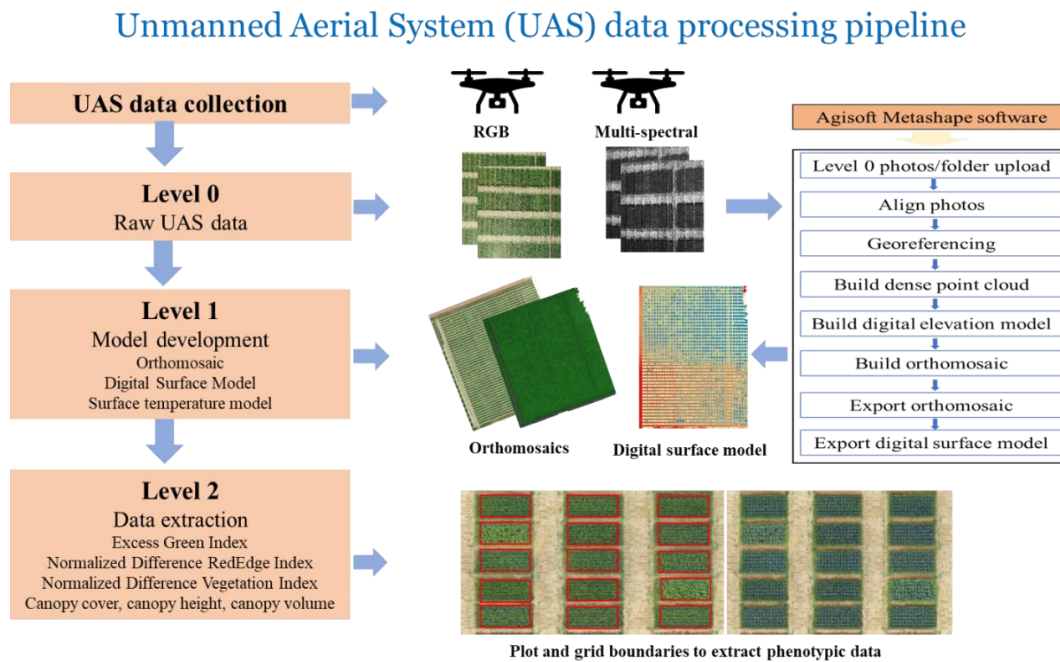 Unmanned Aerial System (UAS) data processing pipeline
UAS data collection
RGB
Multi-spectral
Level 0
Raw UAS data
Level 1
Model development
Orthomosaic
Digital Surface Model
Surface temperature model
Orthomosaics
Digital surface model
Agisoft Metashape software
Level 0 photos/folder upload
Align photos
Georeferencing
Build dense point cloud
Build digital elevation model
Build orthomosaic
Export orthomosaic
Export digital surface model
Level 2
Data extraction
Excess Green Index
Normalized Difference RedEdge Index
Normalized Difference Vegetation Index
Canopy cover, canopy height, canopy volume
Plot and grid boundaries to extract phenotypic data